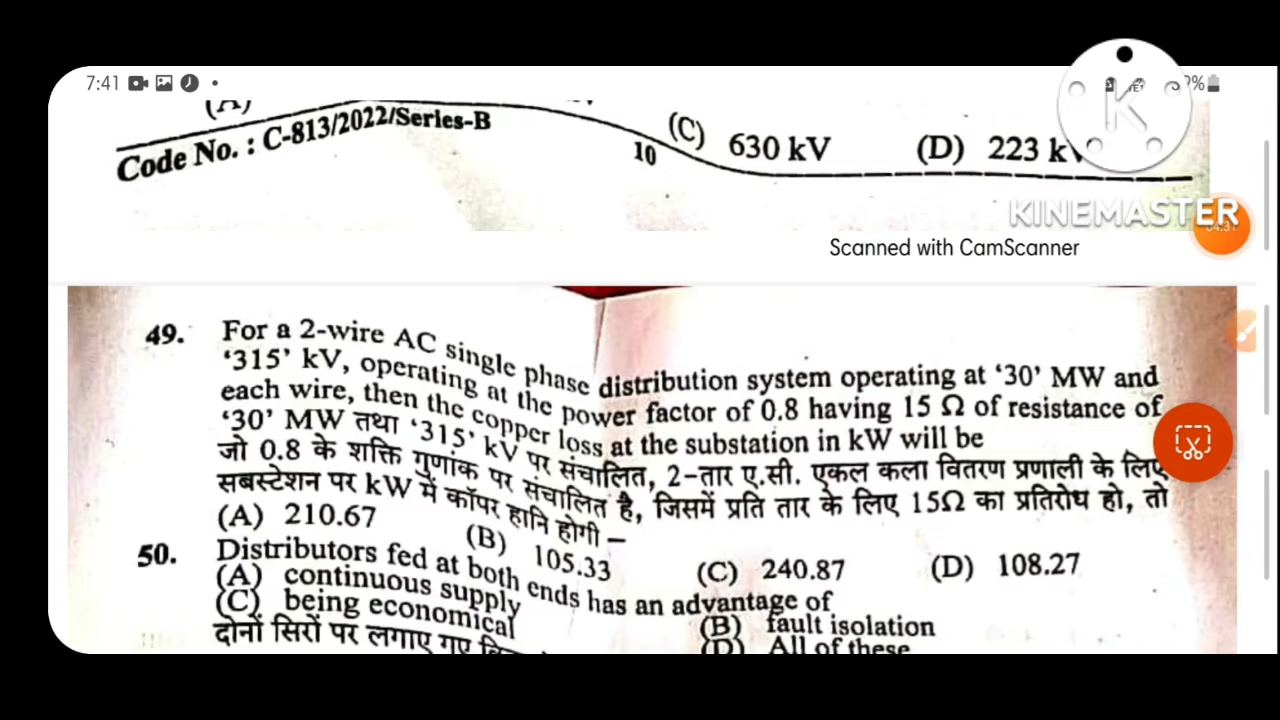 7:41
(A)
Code No. : C-813/2022/Series-B
10
(C) 630 kV (D) 223
KINEMASTER
04:31
Scanned with CamScanner
49. For a 2-wire AC single phase distribution system operating at ‘30’ MW and
‘315’ kV, operating at the power factor of 0.8 having 15 Ω of resistance of
each wire, then the copper loss at the substation in kW will be
‘30’ MW तथा ‘315’ kV पर संचालित, 2-तार ए.सी. एकल कला वितरण प्रणाली के लिए
जो 0.8 के शक्ति गुणांक पर संचालित है, जिसमें प्रति तार के लिए 15Ω का प्रतिरोध हो, तो
सबस्टेशन पर kW में कॉपर हानि होगी –
(A) 210.67 (B) 105.33 (C) 240.87 (D) 108.27
50. Distributors fed at both ends has an advantage of
(A) continuous supply (B) fault isolation
(C) being economical (D) All of these
दोनों सिरों पर लगाए गए